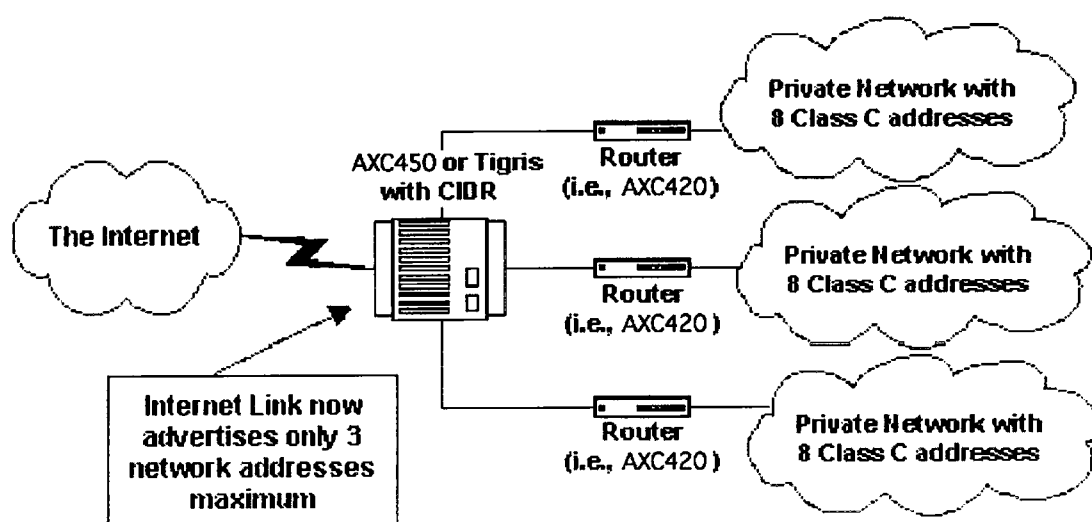 Private Network with
8 Class C addresses
Router
(i.e., AXC420)
AXC450 or Tigris
with CIDR
The Internet
Private Network with
8 Class C addresses
Router
(i.e., AXC420)
Internet Link now
advertises only 3
network addresses
maximum
Private Network with
8 Class C addresses
Router
(i.e., AXC420)